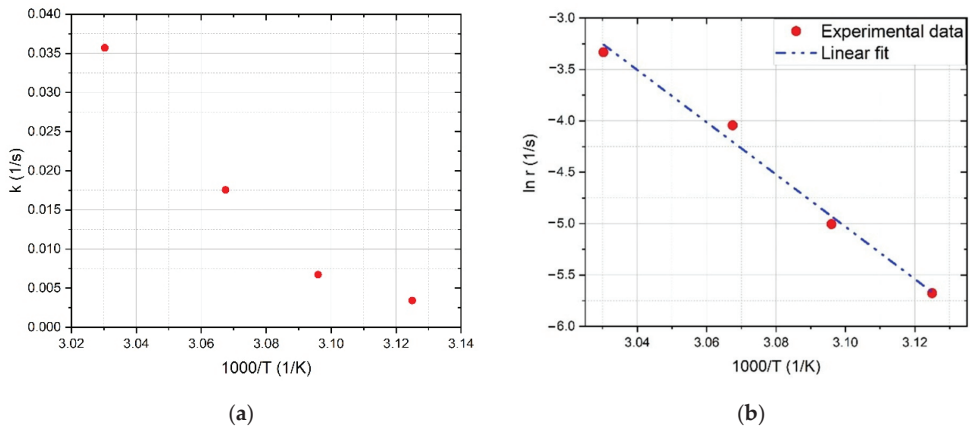 0.040
0.035
0.030
0.025
0.020
0.015
0.010
0.005
0.000
k (1/s)
3.02 3.04 3.06 3.08 3.10 3.12 3.14
1000/T (1/K)
(a)
Experimental data
Linear fit
−3.0
−3.5
−4.0
−4.5
−5.0
−5.5
−6.0
ln r (1/s)
3.04 3.06 3.08 3.10 3.12
1000/T (1/K)
(b)